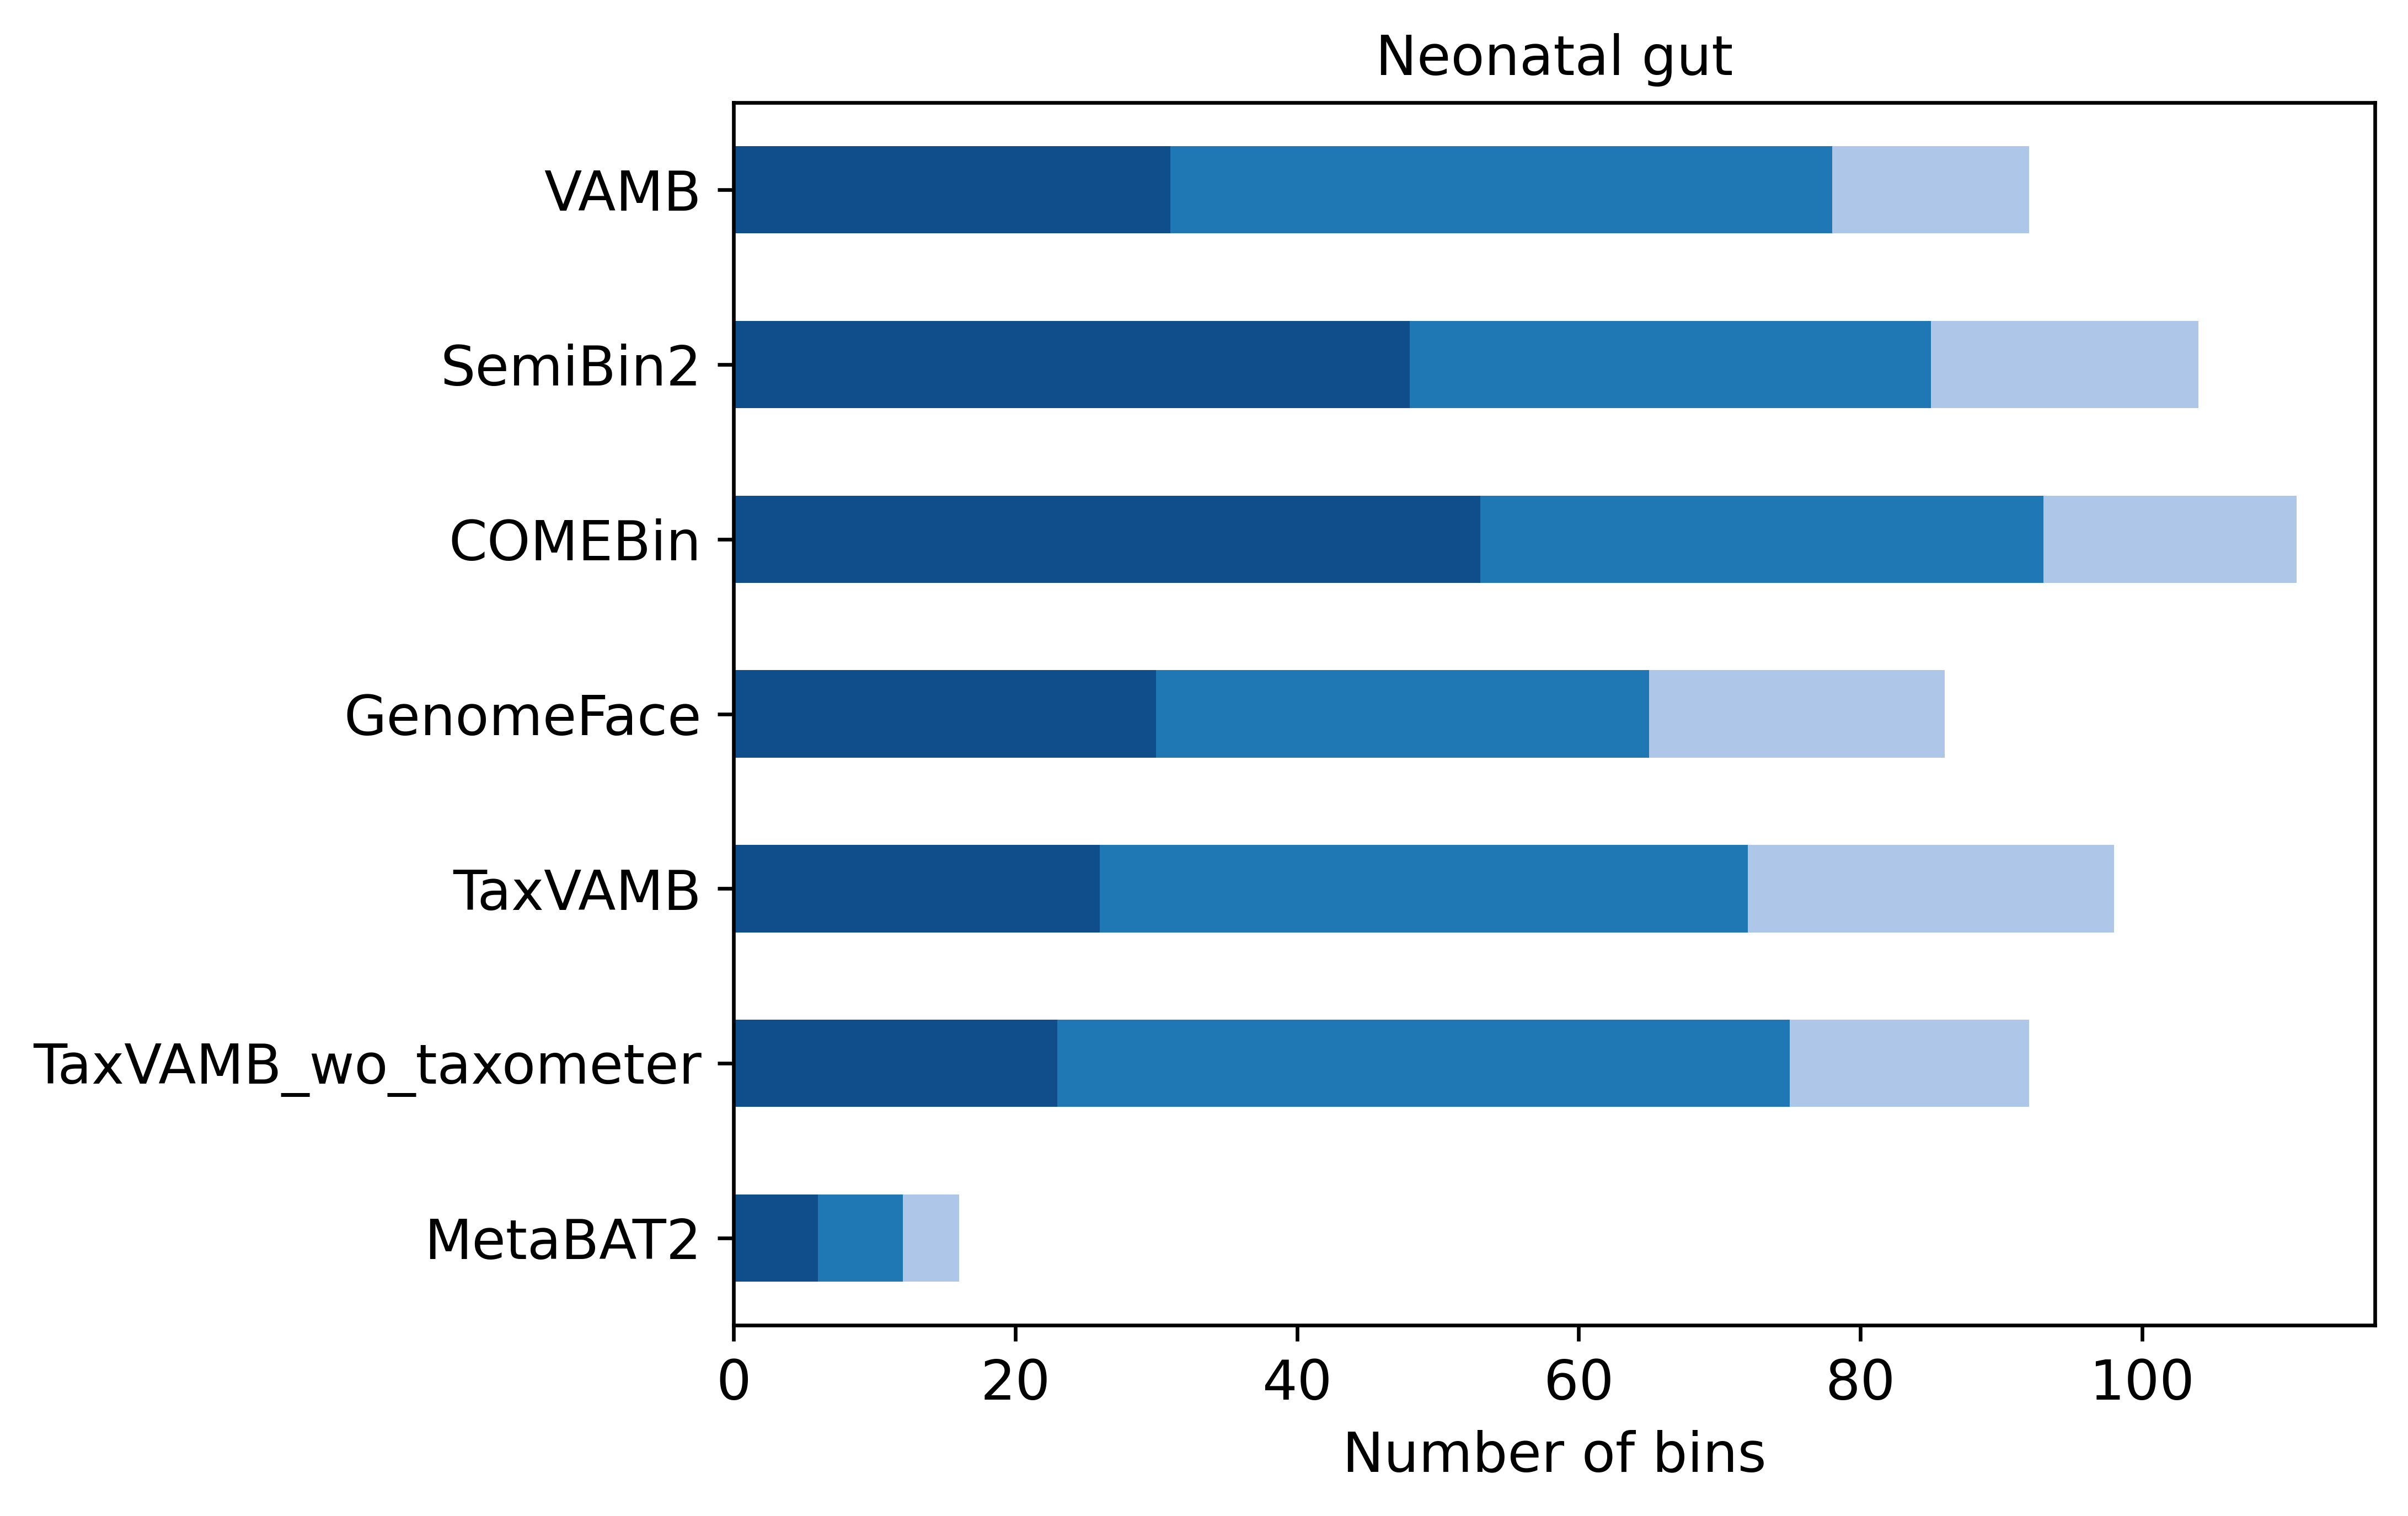 Neonatal gut
VAMB
SemiBin2
COMEBin
GenomeFace
TaxVAMB
TaxVAMB_wo_taxometer
MetaBAT2
0 20 40 60 80 100
Number of bins